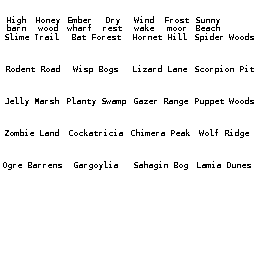 High Honey Ember Dry Wind Frost Sunny
barn wood wharf rest wake moor Beach
Slime Trail Bat Forest Hornet Hill Spider Woods
Rodent Road Wisp Bogs Lizard Lane Scorpion Pit
Jelly Marsh Planty Swamp Gazer Range Puppet Woods
Zombie Land Cockatricia Chimera Peak Wolf Ridge
Ogre Barrens Gargoylia Sahagin Bog Lamia Dunes